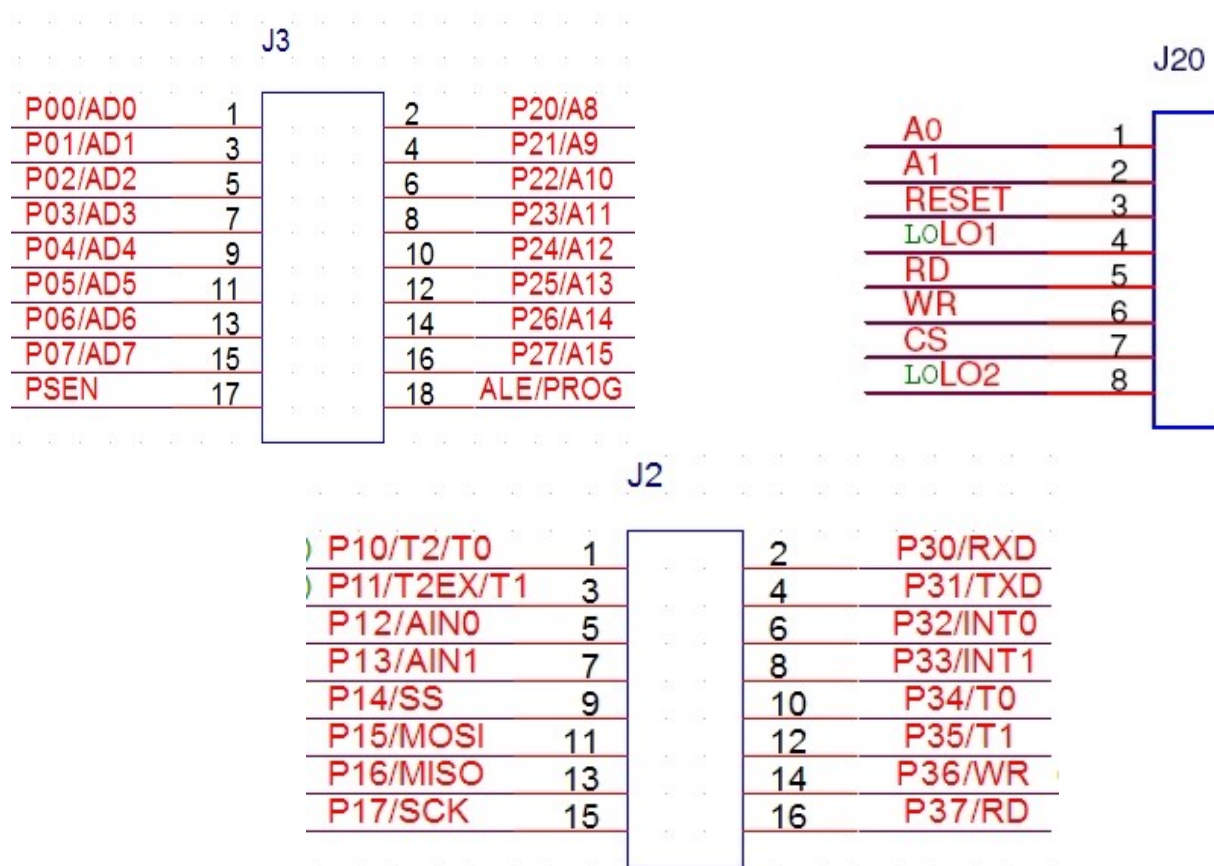 J3
P00/AD0 1 2 P20/A8
P01/AD1 3 4 P21/A9
P02/AD2 5 6 P22/A10
P03/AD3 7 8 P23/A11
P04/AD4 9 10 P24/A12
P05/AD5 11 12 P25/A13
P06/AD6 13 14 P26/A14
P07/AD7 15 16 P27/A15
PSEN 17 18 ALE/PROG
J20
A0 1
A1 2
RESET 3
LOLO1 4
RD 5
WR 6
CS 7
LOLO2 8
J2
) P10/T2/T0 1 2 P30/RXD
) P11/T2EX/T1 3 4 P31/TXD
P12/AIN0 5 6 P32/INT0
P13/AIN1 7 8 P33/INT1
P14/SS 9 10 P34/T0
P15/MOSI 11 12 P35/T1
P16/MISO 13 14 P36/WR
P17/SCK 15 16 P37/RD